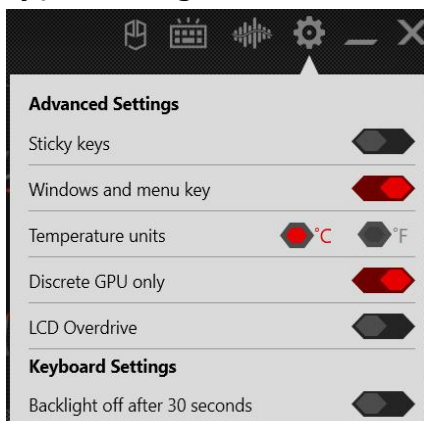 Advanced Settings
Sticky keys
Windows and menu key
Temperature units °C °F
Discrete GPU only
LCD Overdrive
Keyboard Settings
Backlight off after 30 seconds